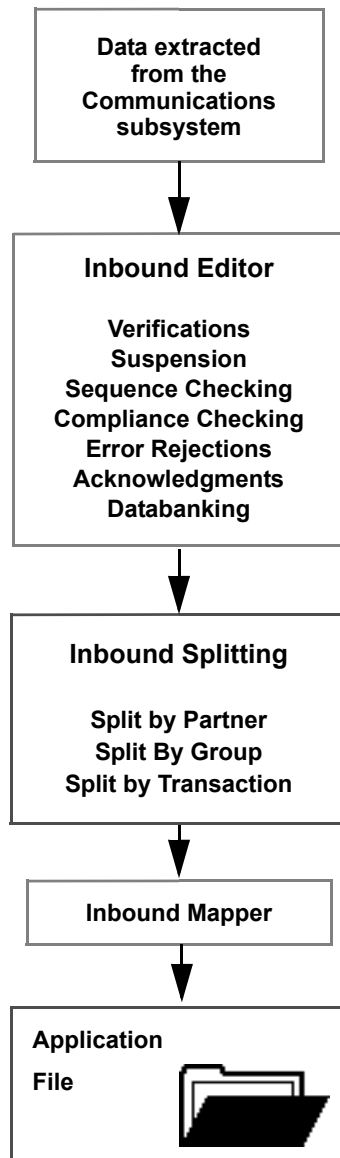 Data extracted
from the
Communications
subsystem
Inbound Editor
Verifications
Suspension
Sequence Checking
Compliance Checking
Error Rejections
Acknowledgments
Databanking
Inbound Splitting
Split by Partner
Split By Group
Split by Transaction
Inbound Mapper
Application
File